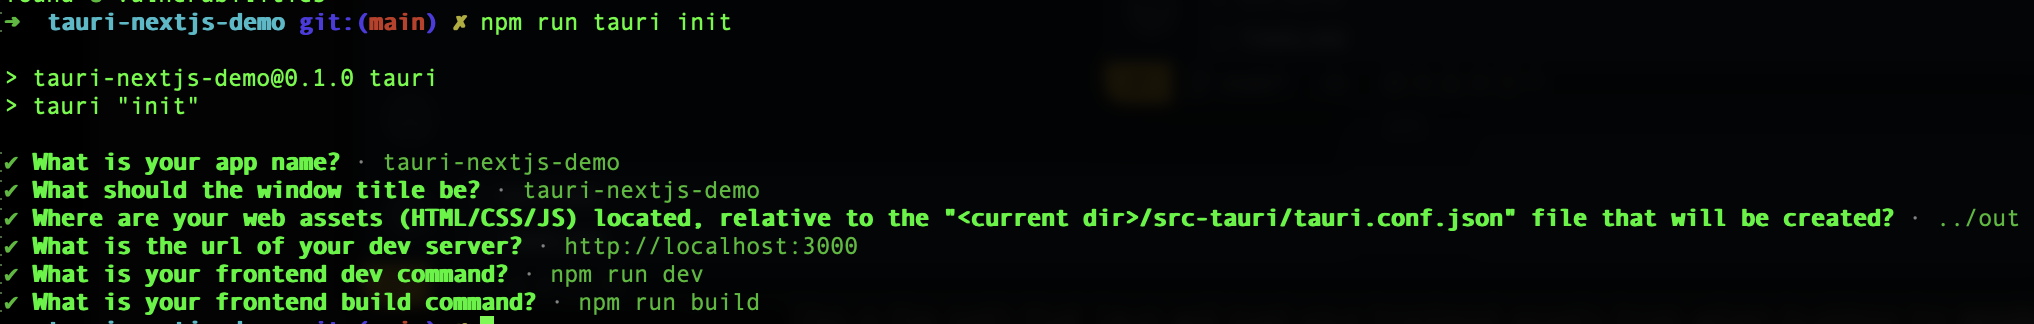 ➜ tauri-nextjs-demo git:(main) ✗ npm run tauri init
> tauri-nextjs-demo@0.1.0 tauri
> tauri "init"
✔ What is your app name? · tauri-nextjs-demo
✔ What should the window title be? · tauri-nextjs-demo
✔ Where are your web assets (HTML/CSS/JS) located, relative to the "<current dir>/src-tauri/tauri.conf.json" file that will be created? · ../out
✔ What is the url of your dev server? · http://localhost:3000
✔ What is your frontend dev command? · npm run dev
✔ What is your frontend build command? · npm run build